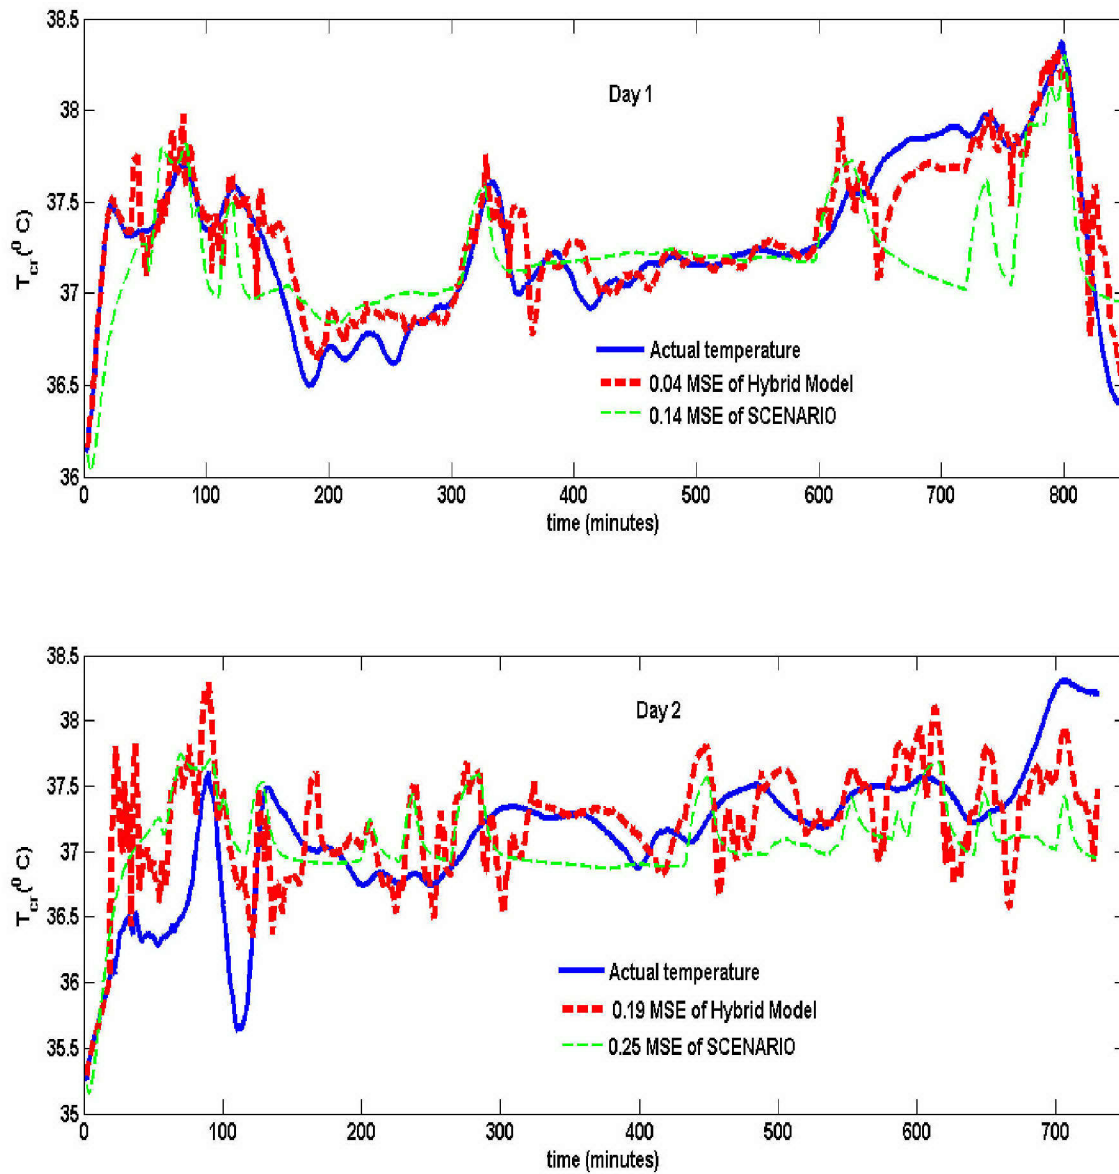 38.5
38
37.5
37
36.5
36
T_cr(⁰ C)
Day 1
Actual temperature
0.04 MSE of Hybrid Model
0.14 MSE of SCENARIO
0 100 200 300 400 500 600 700 800
time (minutes)
38.5
38
37.5
37
36.5
36
35.5
35
T_cr(⁰ C)
Day 2
Actual temperature
0.19 MSE of Hybrid Model
0.25 MSE of SCENARIO
0 100 200 300 400 500 600 700
time (minutes)